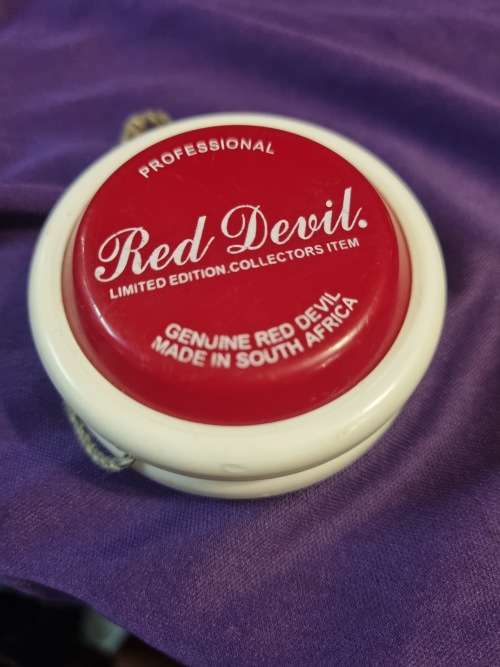 PROFESSIONAL
Red Devil.
LIMITED EDITION.COLLECTORS ITEM
GENUINE RED DEVIL
MADE IN SOUTH AFRICA